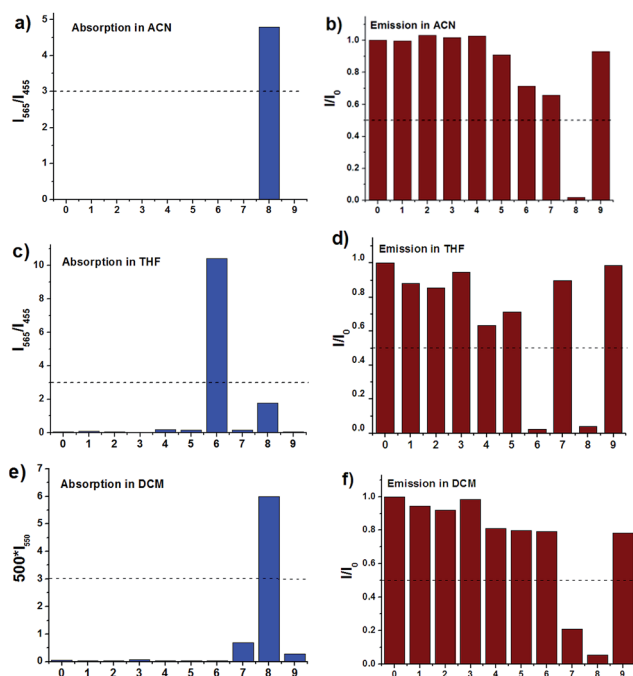 a)
Absorption in ACN
I565/I455
5
4
3
2
1
0
0 1 2 3 4 5 6 7 8 9
b)
Emission in ACN
I/I0
1.0
0.8
0.6
0.4
0.2
0.0
0 1 2 3 4 5 6 7 8 9
c)
Absorption in THF
I565/I455
10
8
6
4
2
0
0 1 2 3 4 5 6 7 8 9
d)
Emission in THF
I/I0
1.0
0.8
0.6
0.4
0.2
0.0
0 1 2 3 4 5 6 7 8 9
e)
Absorption in DCM
500*I550
7
6
5
4
3
2
1
0
0 1 2 3 4 5 6 7 8 9
f)
Emission in DCM
I/I0
1.0
0.8
0.6
0.4
0.2
0.0
0 1 2 3 4 5 6 7 8 9